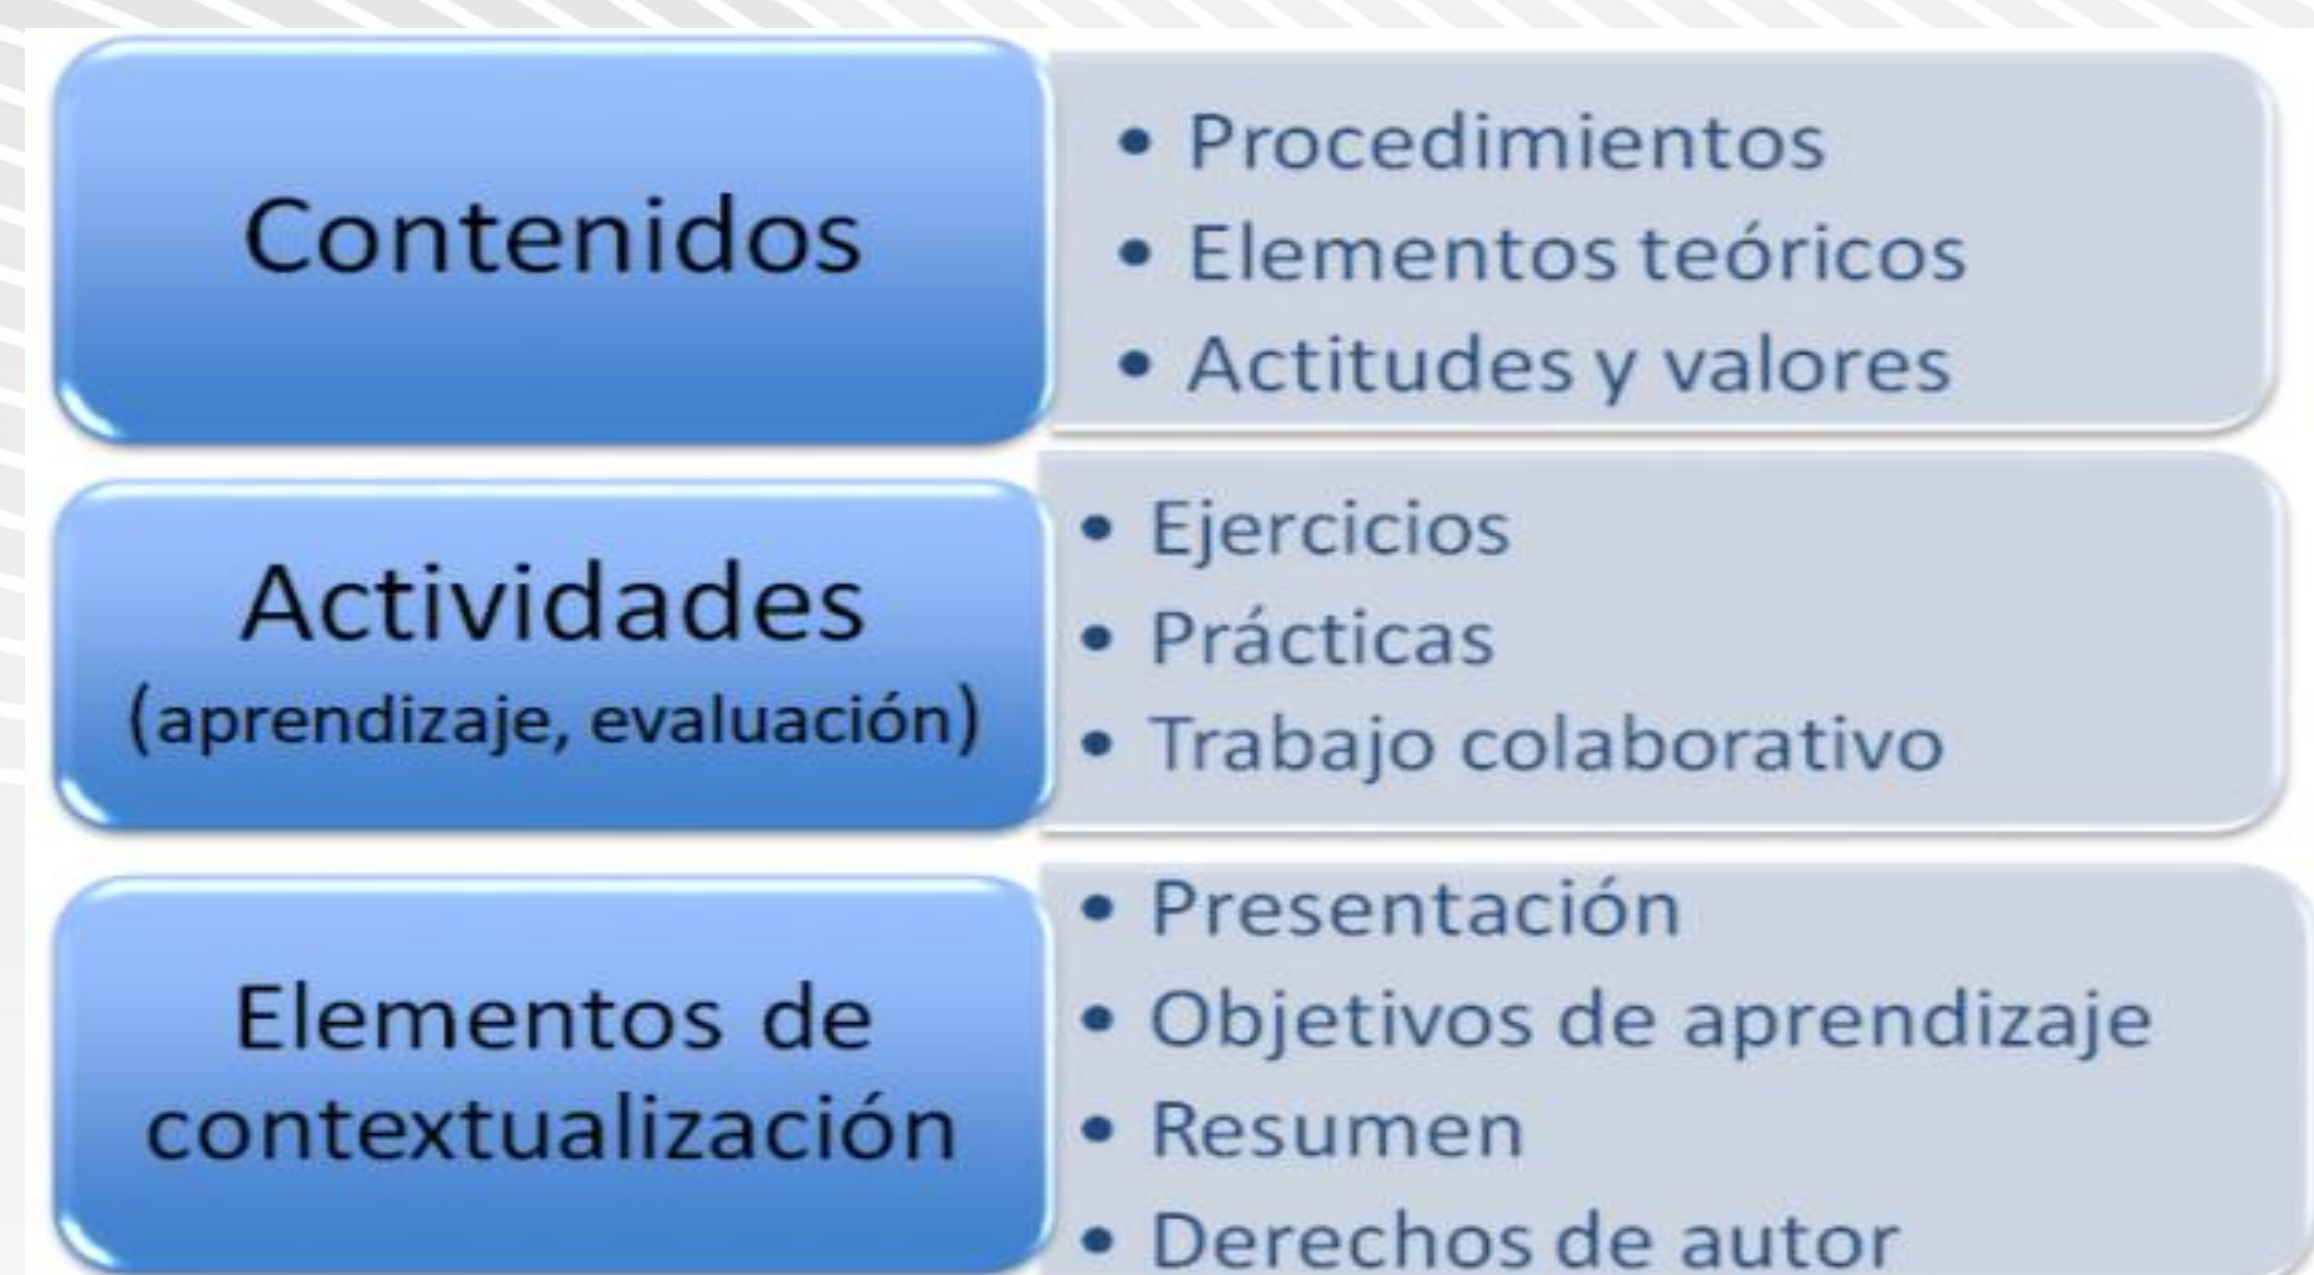 Contenidos
• Procedimientos
• Elementos teóricos
• Actitudes y valores
Actividades
(aprendizaje, evaluación)
• Ejercicios
• Prácticas
• Trabajo colaborativo
Elementos de
contextualización
• Presentación
• Objetivos de aprendizaje
• Resumen
• Derechos de autor